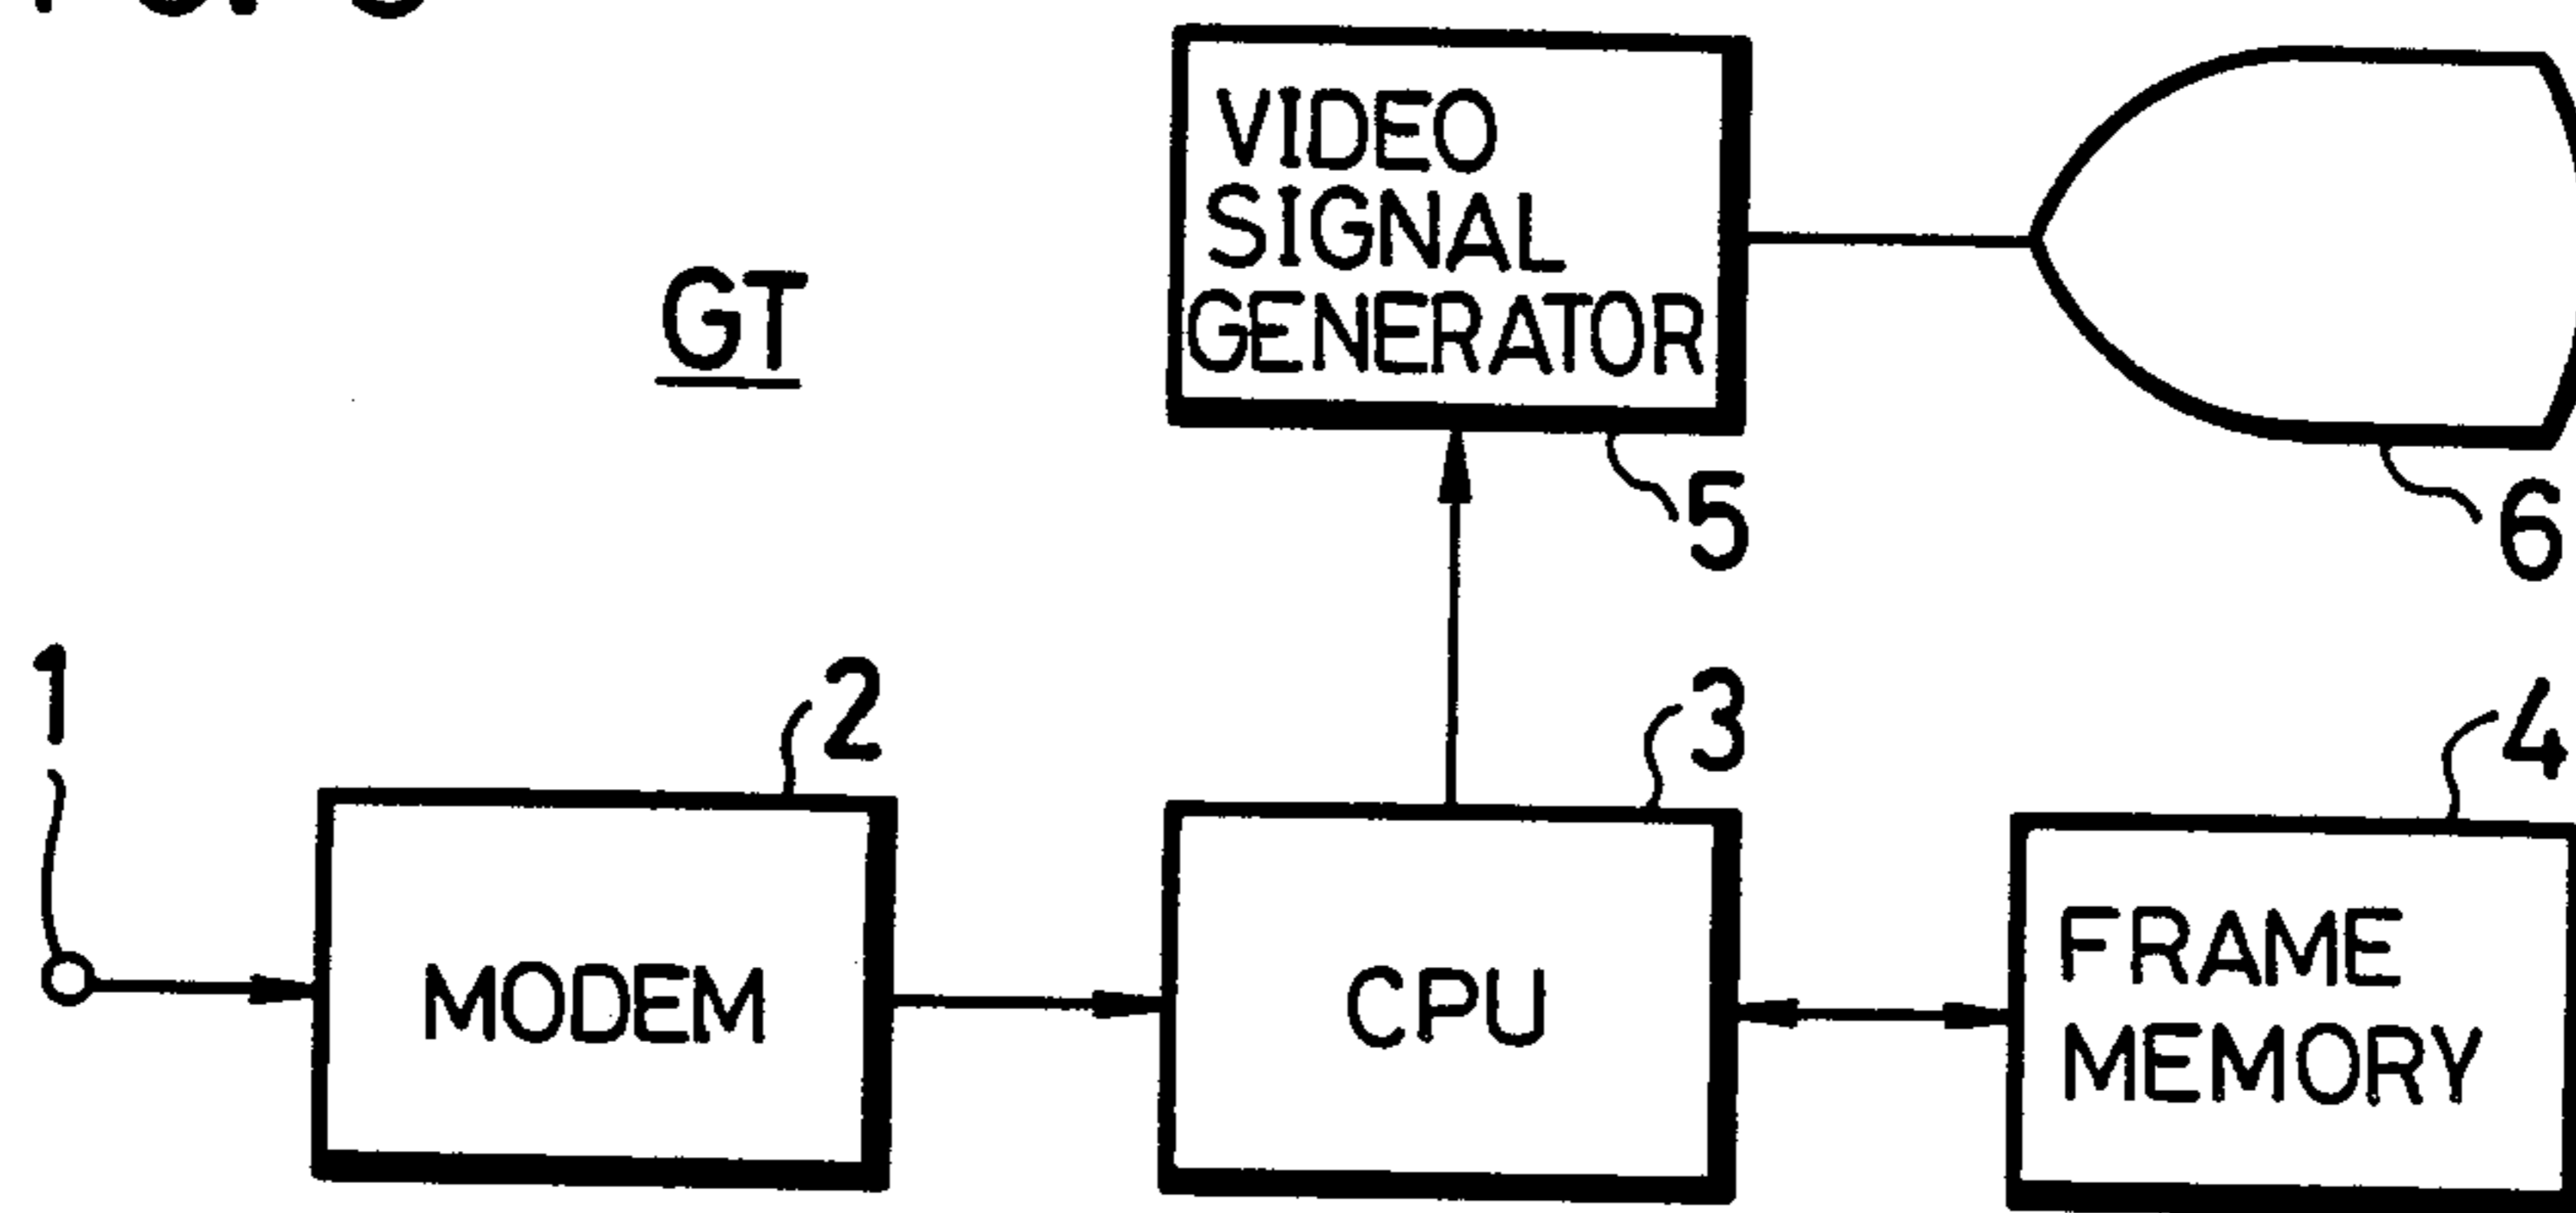 VIDEO
SIGNAL
GENERATOR
GT
5
6
1
2
3
4
MODEM
CPU
FRAME
MEMORY